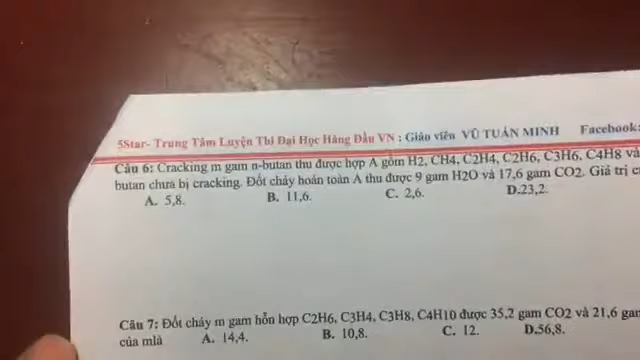 5Star- Trung Tâm Luyện Thi Đại Học Hàng Đầu VN : Giáo viên VŨ TUẤN MINH Facebook:
Câu 6: Cracking m gam n-butan thu được hợp A gồm H2, CH4, C2H4, C2H6, C3H6, C4H8 và
butan chưa bị cracking. Đốt cháy hoàn toàn A thu được 9 gam H2O và 17,6 gam CO2. Giá trị
A. 5,8. B. 11,6. C. 2,6. D.23,2.
Câu 7: Đốt cháy m gam hỗn hợp C2H6, C3H4, C3H8, C4H10 được 35,2 gam CO2 và 21,6
của mlà A. 14,4. B. 10,8. C. 12. D.56,8.